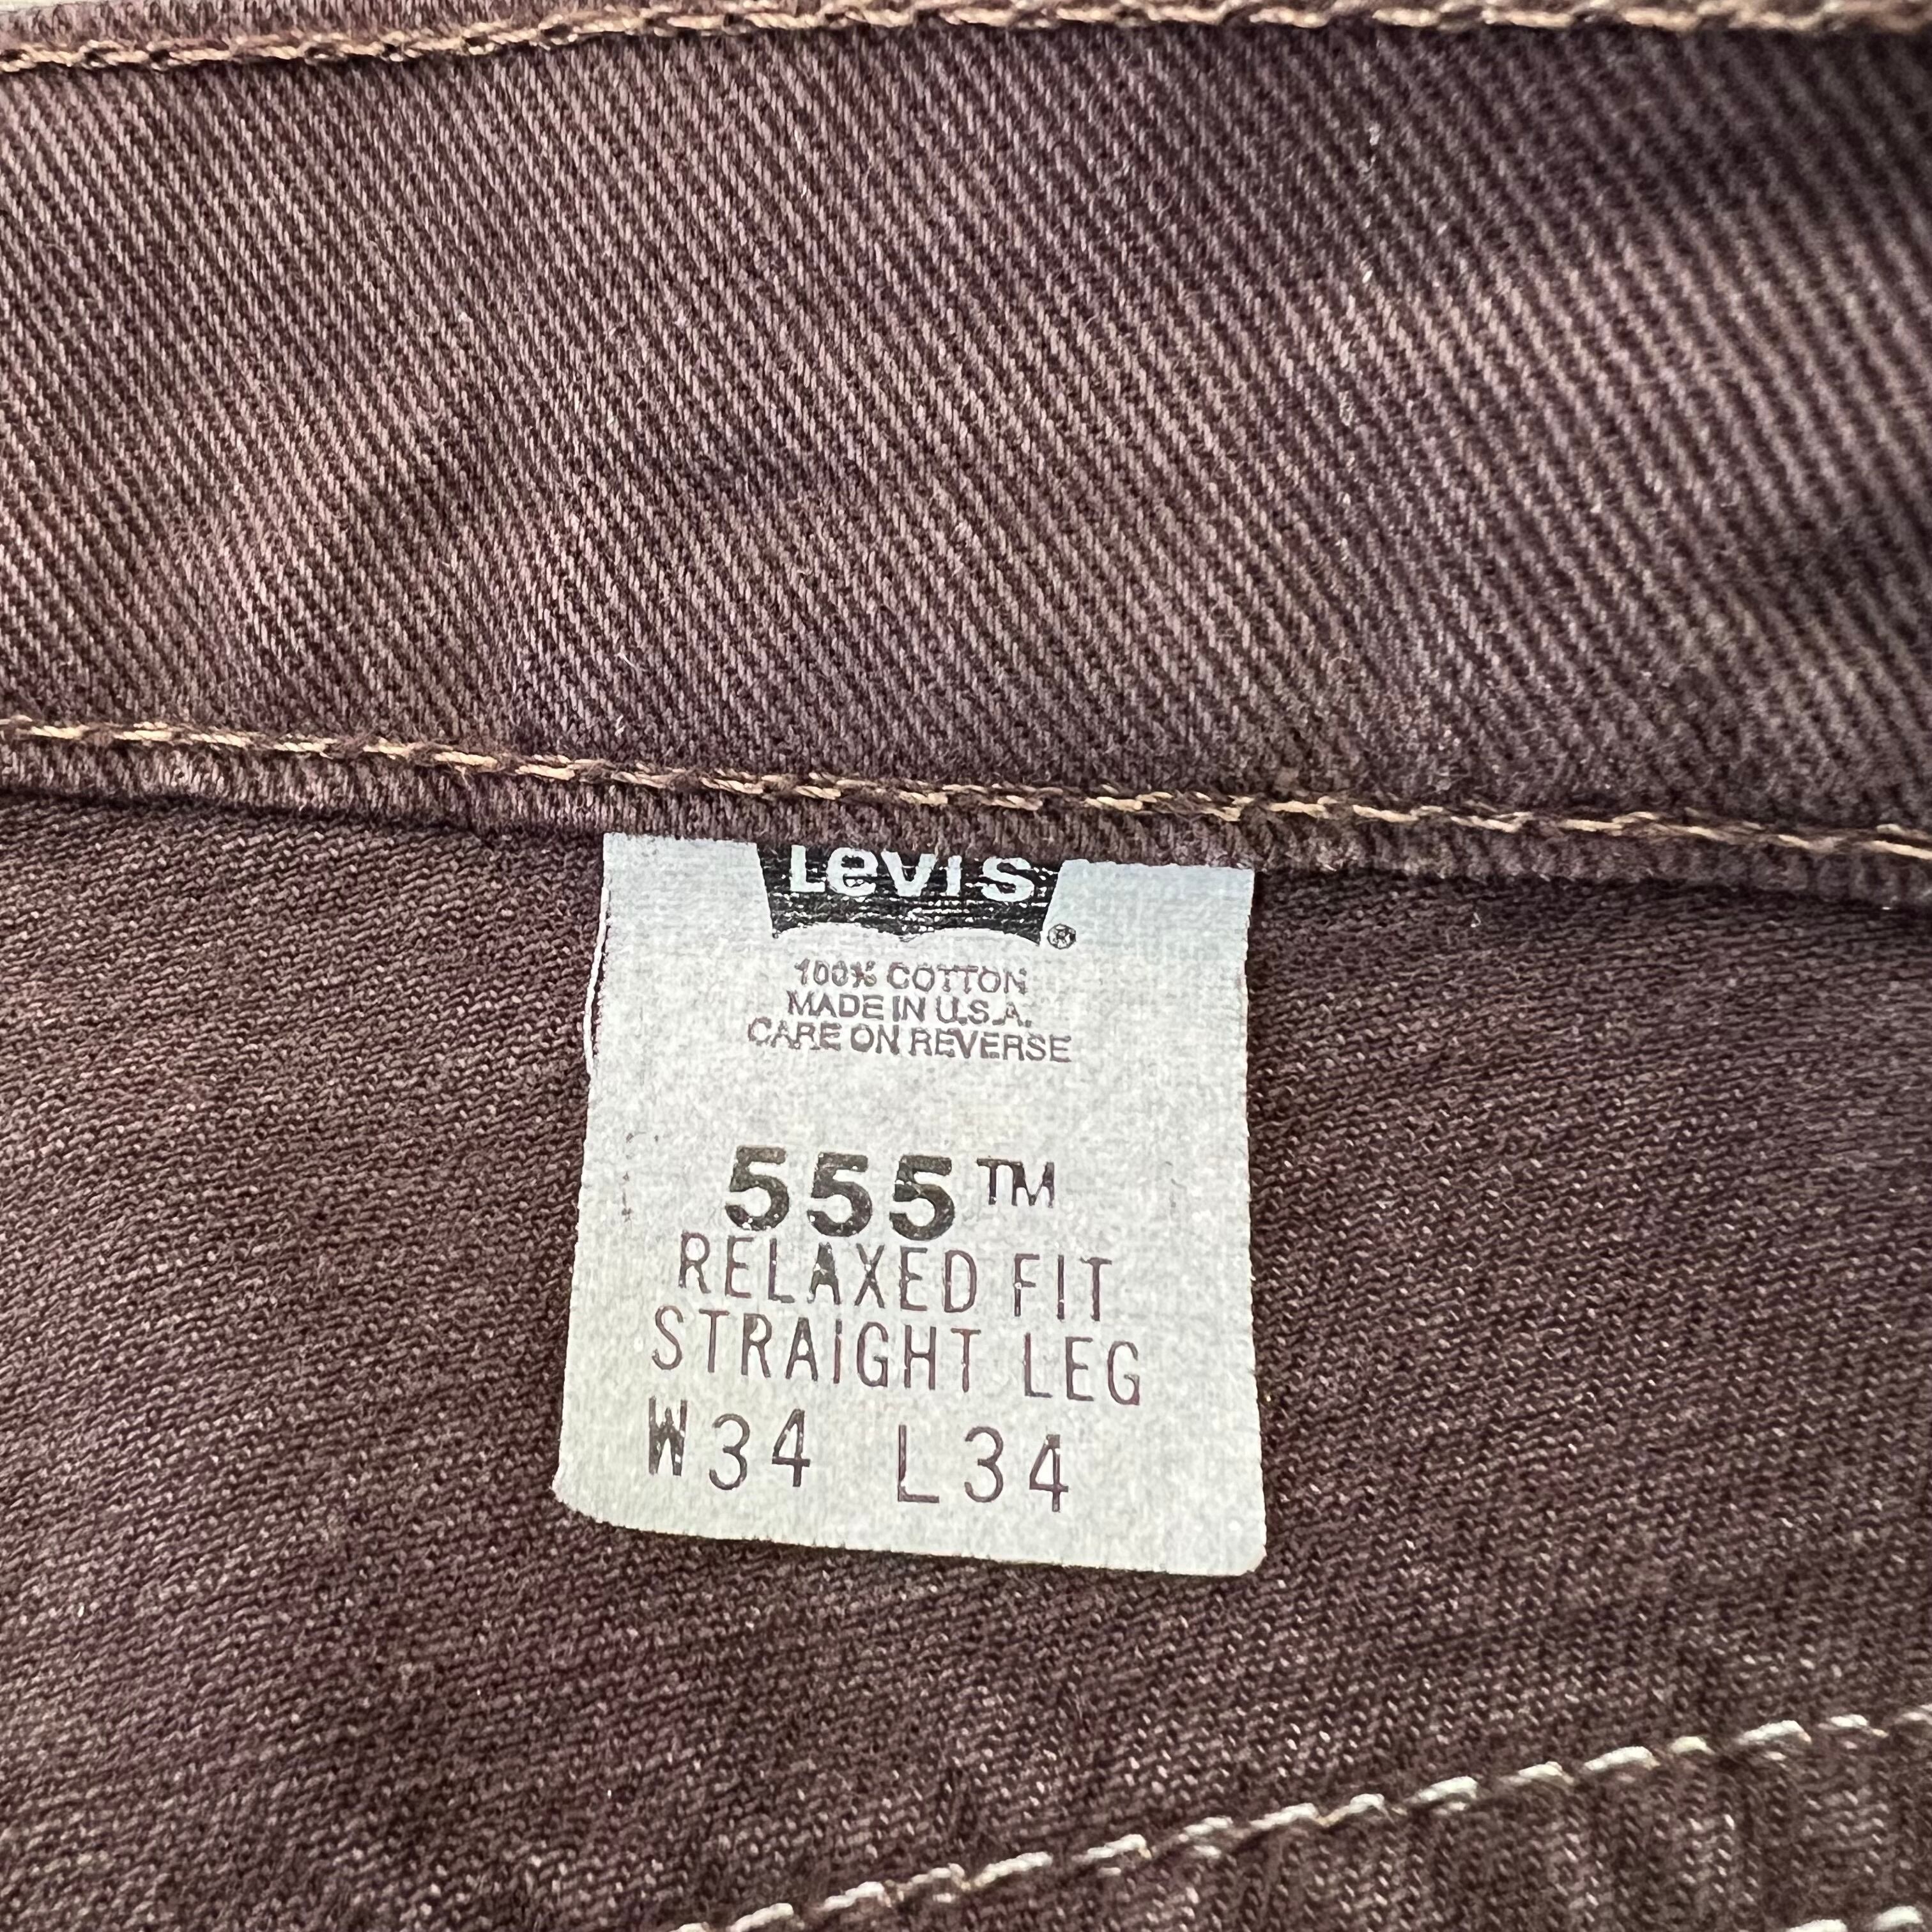 Levi's
®
100% COTTON
MADE IN U.S.A.
CARE ON REVERSE
555™
RELAXED FIT
STRAIGHT LEG
W34 L34